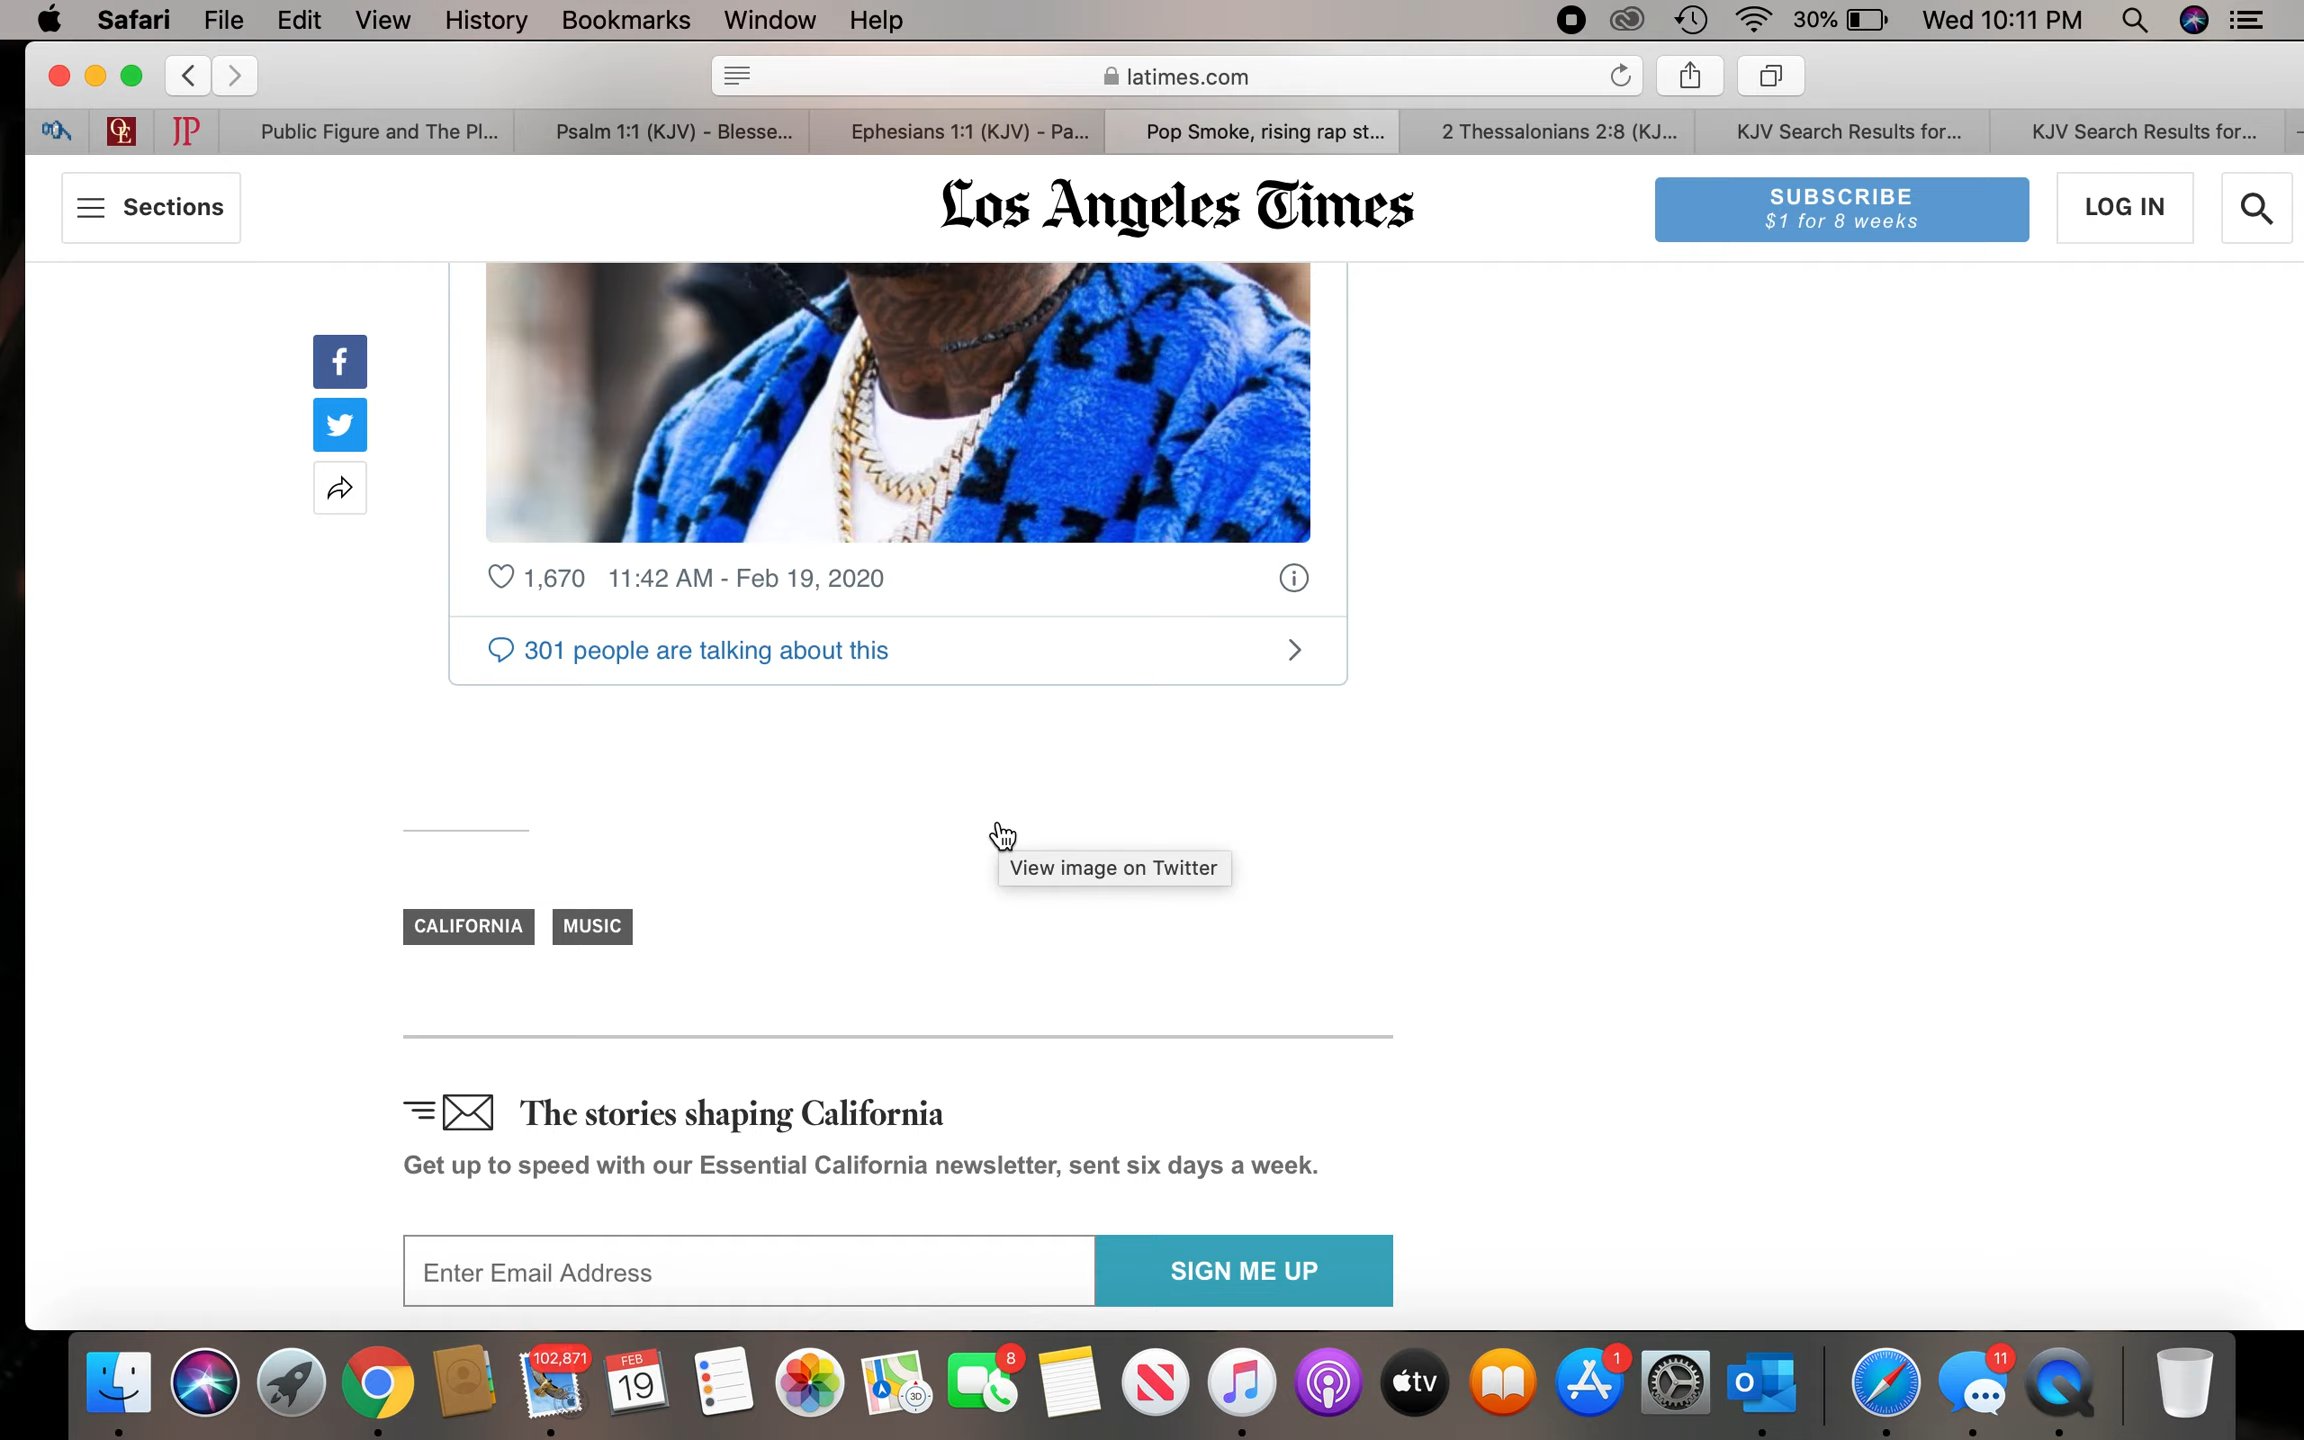 Safari File Edit View History Bookmarks Window Help 30% Wed 10:11 PM
latimes.com
OE JP Public Figure and The Pl... Psalm 1:1 (KJV) - Blesse... Ephesians 1:1 (KJV) - Pa... Pop Smoke, rising rap st... 2 Thessalonians 2:8 (KJ... KJV Search Results for... KJV Search Results for...
Sections
Los Angeles Times
SUBSCRIBE
$1 for 8 weeks
LOG IN
1,670 11:42 AM - Feb 19, 2020
301 people are talking about this
View image on Twitter
CALIFORNIA MUSIC
The stories shaping California
Get up to speed with our Essential California newsletter, sent six days a week.
Enter Email Address
SIGN ME UP
102,871 FEB 19 3D 8 tv 1 O 11